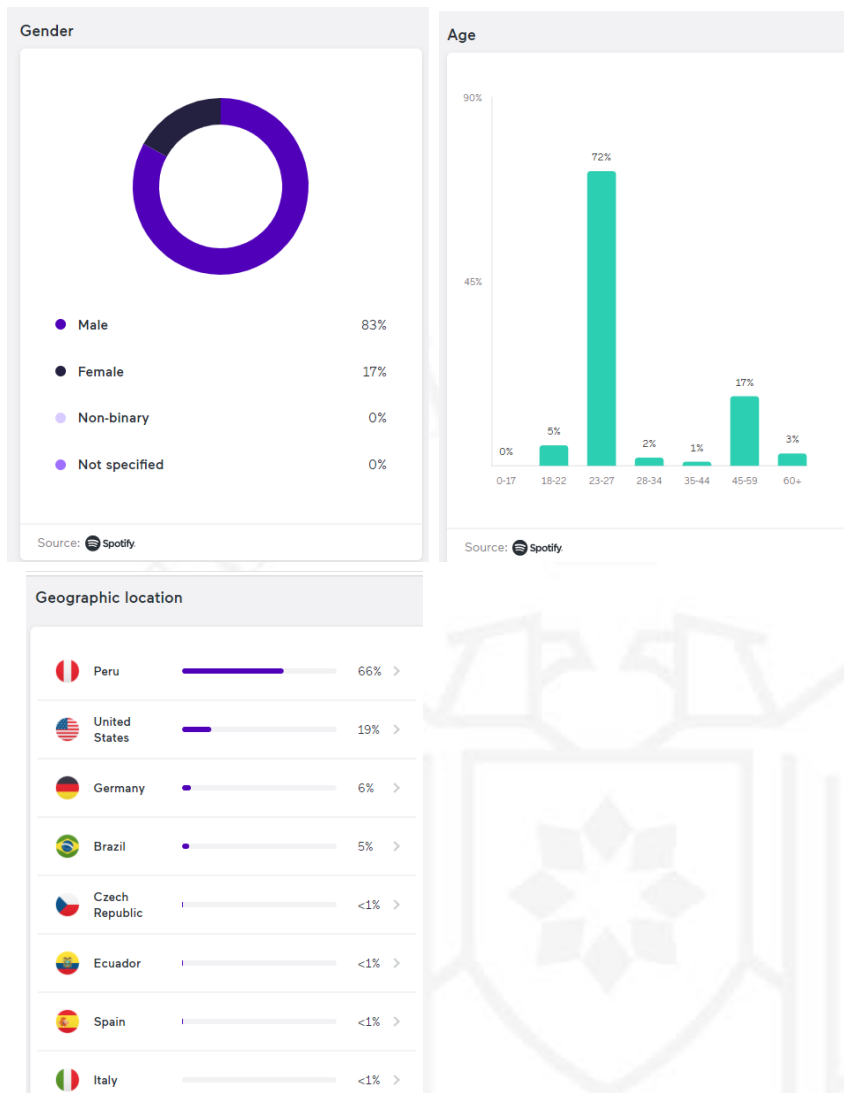 Gender
Male 83%
Female 17%
Non-binary 0%
Not specified 0%
Source: Spotify
Age
90%
45%
0%
5%
72%
2%
1%
17%
3%
0-17 18-22 23-27 28-34 35-44 45-59 60+
Source: Spotify
Geographic location
Peru 66%
United
States 19%
Germany 6%
Brazil 5%
Czech
Republic <1%
Ecuador <1%
Spain <1%
Italy <1%